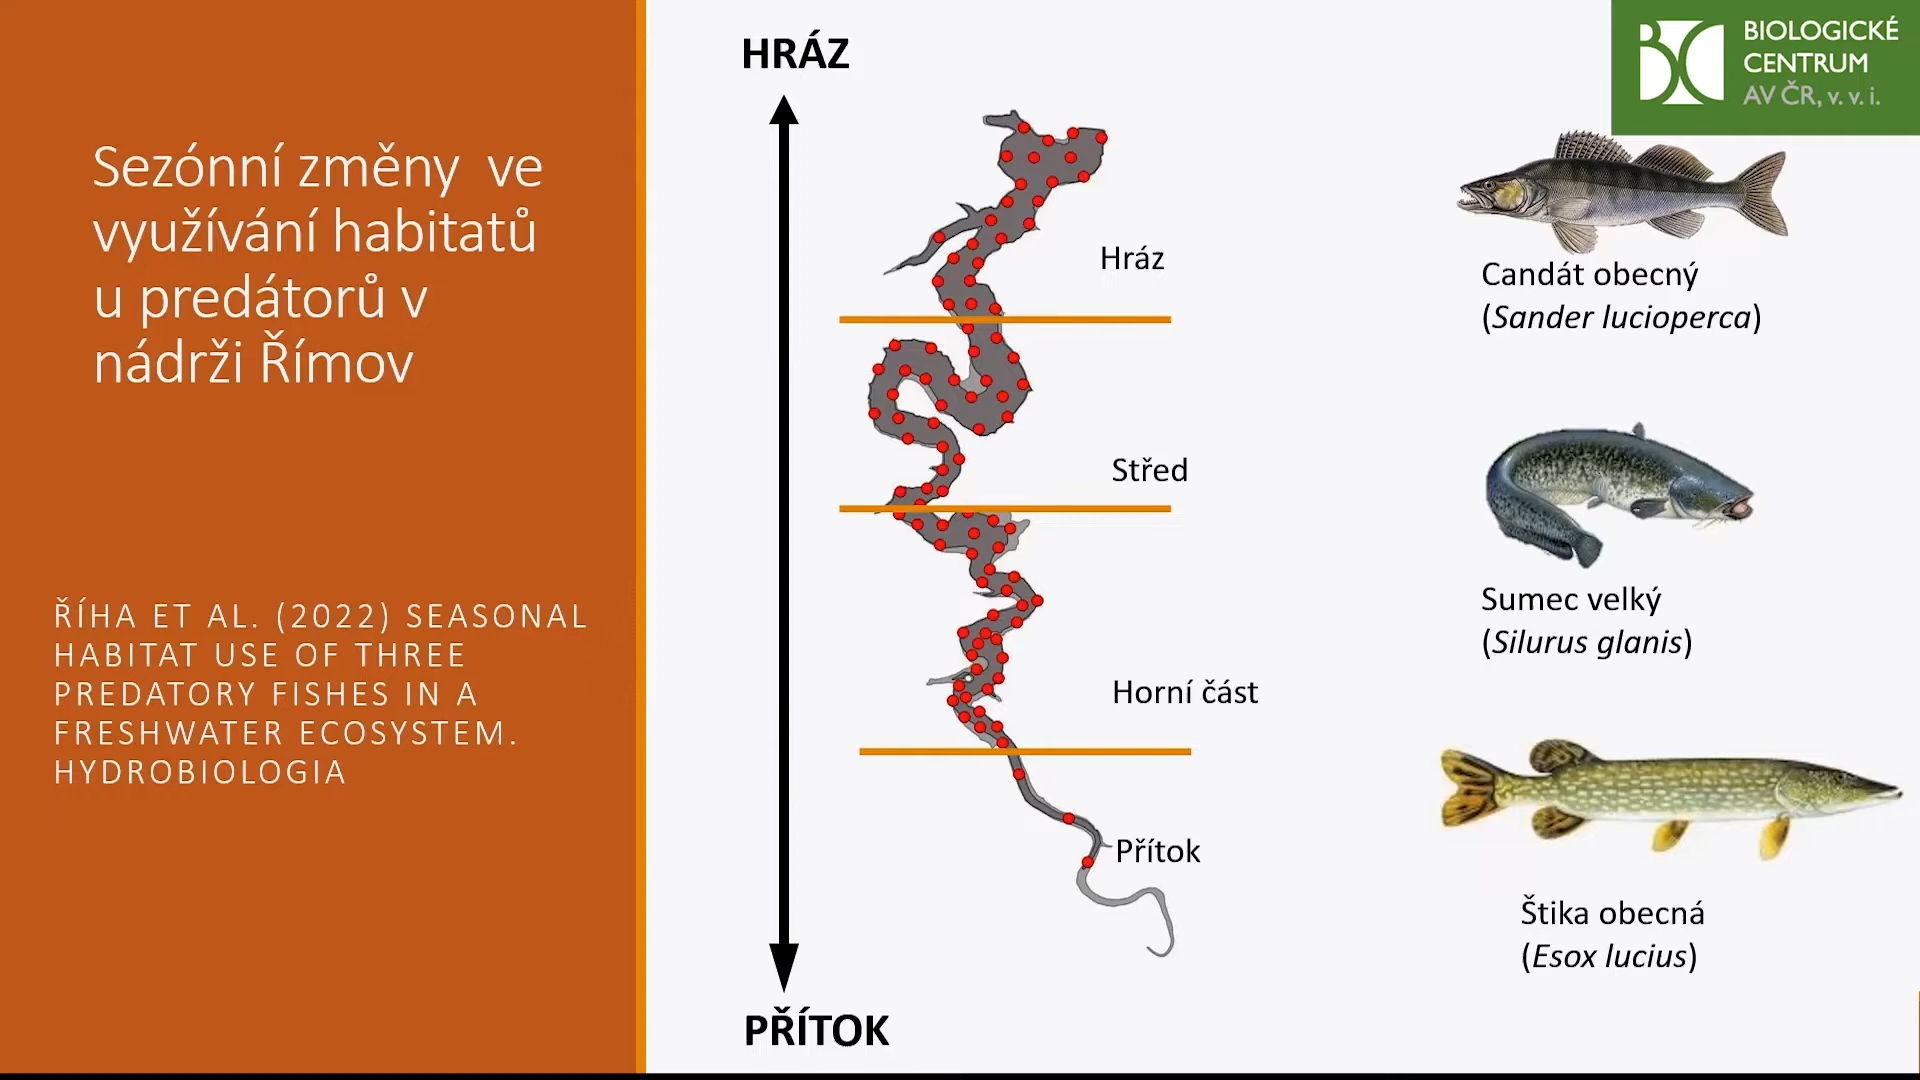 Sezónní změny ve
využívání habitatů
u predátorů v
nádrži Římov
ŘÍHA ET AL. (2022) SEASONAL
HABITAT USE OF THREE
PREDATORY FISHES IN A
FRESHWATER ECOSYSTEM.
HYDROBIOLOGIA
HRÁZ
Hráz
Střed
Horní část
Přítok
PŘÍTOK
BIOLOGICKÉ
CENTRUM
AV ČR, v. v. i.
Candát obecný
(Sander lucioperca)
Sumec velký
(Silurus glanis)
Štika obecná
(Esox lucius)